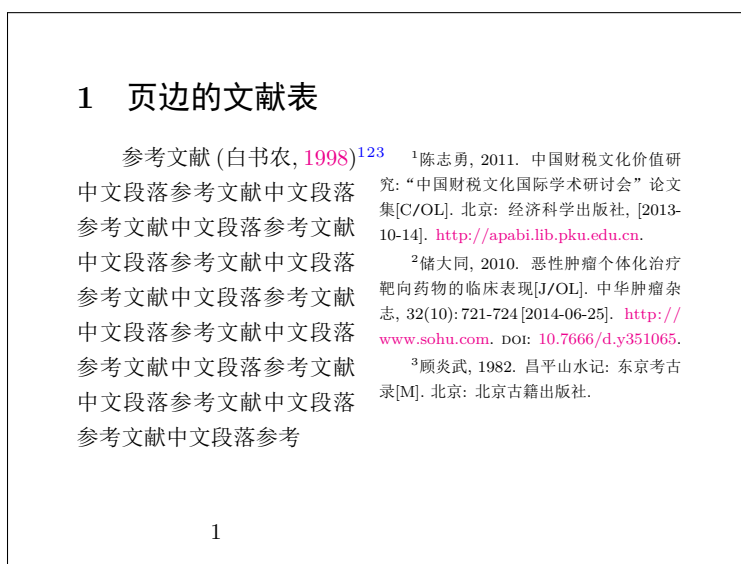 1 页边的文献表
参考文献 (白书农, 1998)123
中文段落参考文献中文段落
参考文献中文段落参考文献
中文段落参考文献中文段落
参考文献中文段落参考文献
中文段落参考文献中文段落
参考文献中文段落参考文献
中文段落参考文献中文段落
参考文献中文段落参考
1陈志勇, 2011. 中国财税文化价值研
究: “中国财税文化国际学术研讨会” 论文
集[C/OL]. 北京: 经济科学出版社, [2013-
10-14]. http://apabi.lib.pku.edu.cn.
2储大同, 2010. 恶性肿瘤个体化治疗
靶向药物的临床表现[J/OL]. 中华肿瘤杂
志, 32(10): 721-724 [2014-06-25]. http://
www.sohu.com. DOI: 10.7666/d.y351065.
3顾炎武, 1982. 昌平山水记: 东京考古
录[M]. 北京: 北京古籍出版社.
1